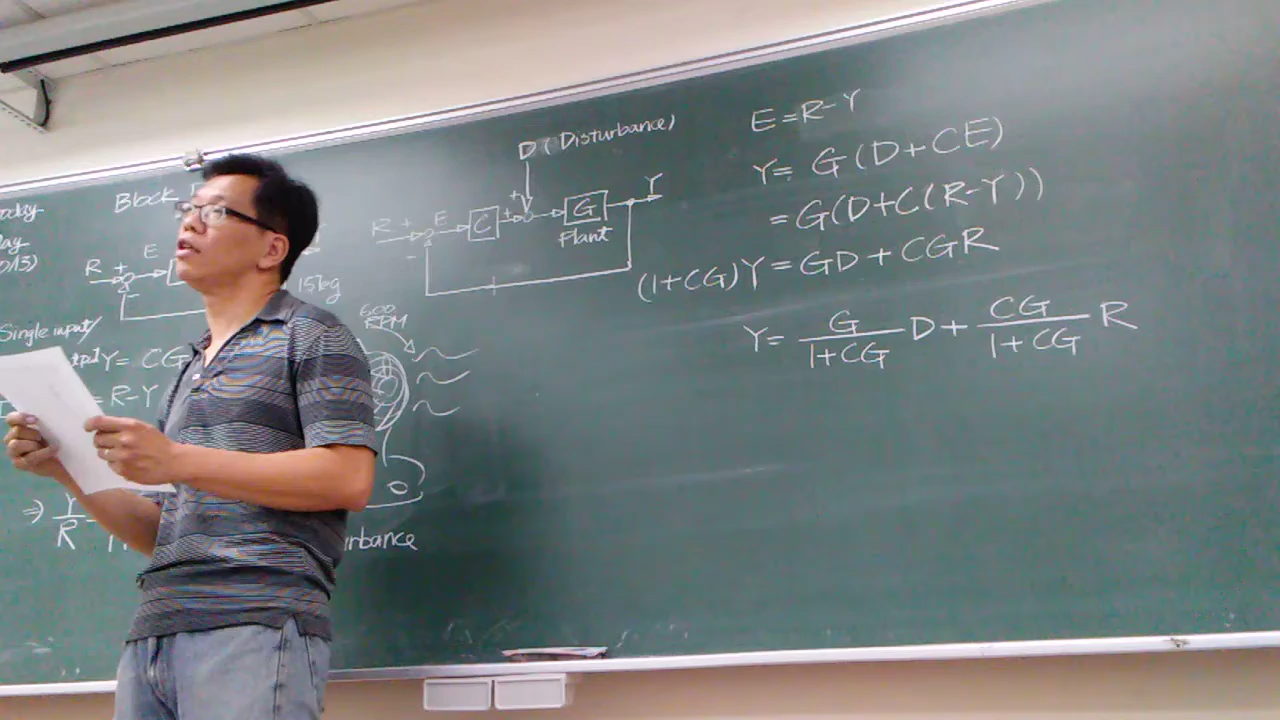 Block
E
R +
-
15kg
Single input/
Y = CG
= R-Y
⇒ Y/R
600
RPM
D (Disturbance)
R + E C + + G Y
-
Plant
E = R-Y
Y = G(D+CE)
= G(D+C(R-Y))
(1+CG)Y = GD + CGR
Y = G/1+CG D + CG/1+CG R